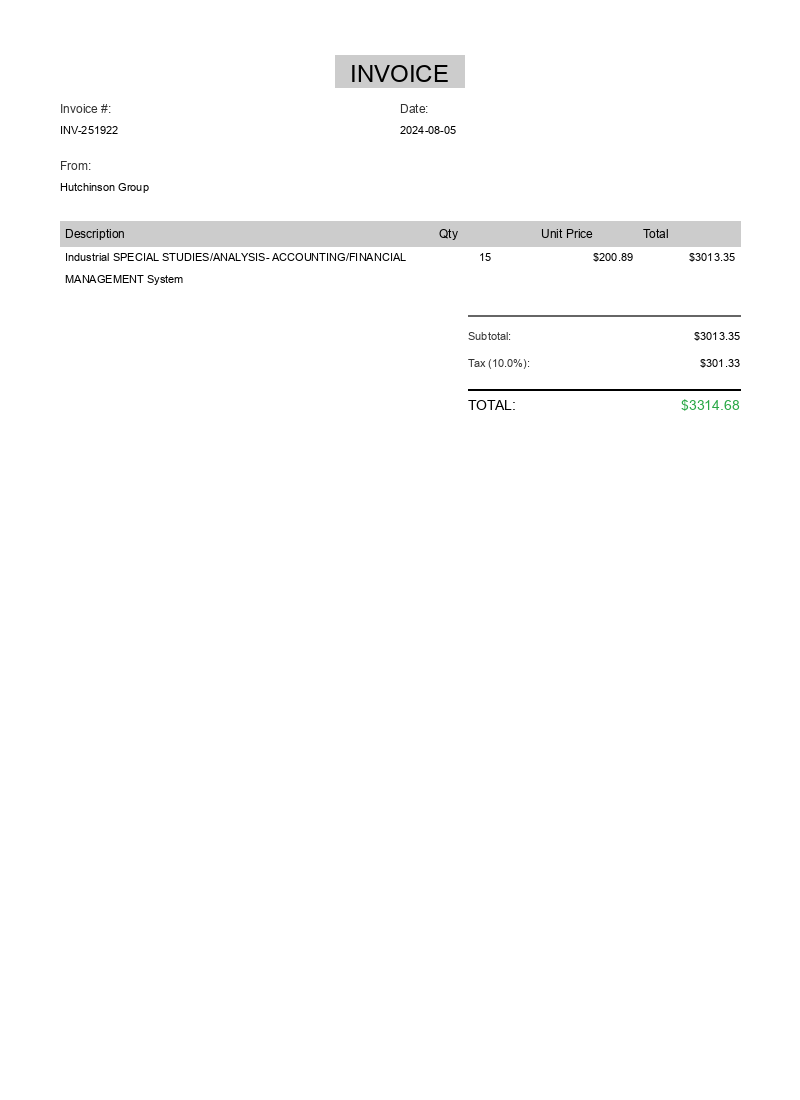 INVOICE
Invoice #: Date:
INV-251922 2024-08-05
From:
Hutchinson Group
Description Qty Unit Price Total
Industrial SPECIAL STUDIES/ANALYSIS- ACCOUNTING/FINANCIAL 15 $200.89 $3013.35
MANAGEMENT System
Subtotal: $3013.35
Tax (10.0%): $301.33
TOTAL: $3314.68